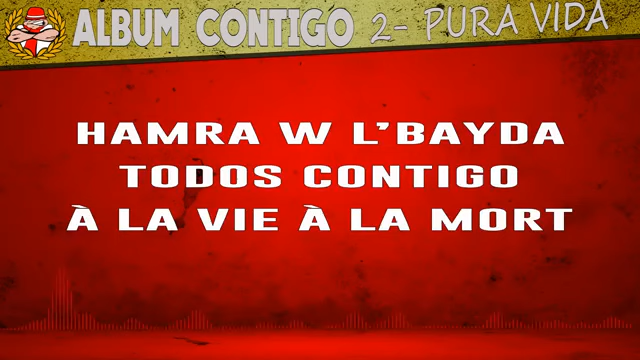 ALBUM CONTIGO 2- PURA VIDA
HAMRA W L'BAYDA
TODOS CONTIGO
À LA VIE À LA MORT